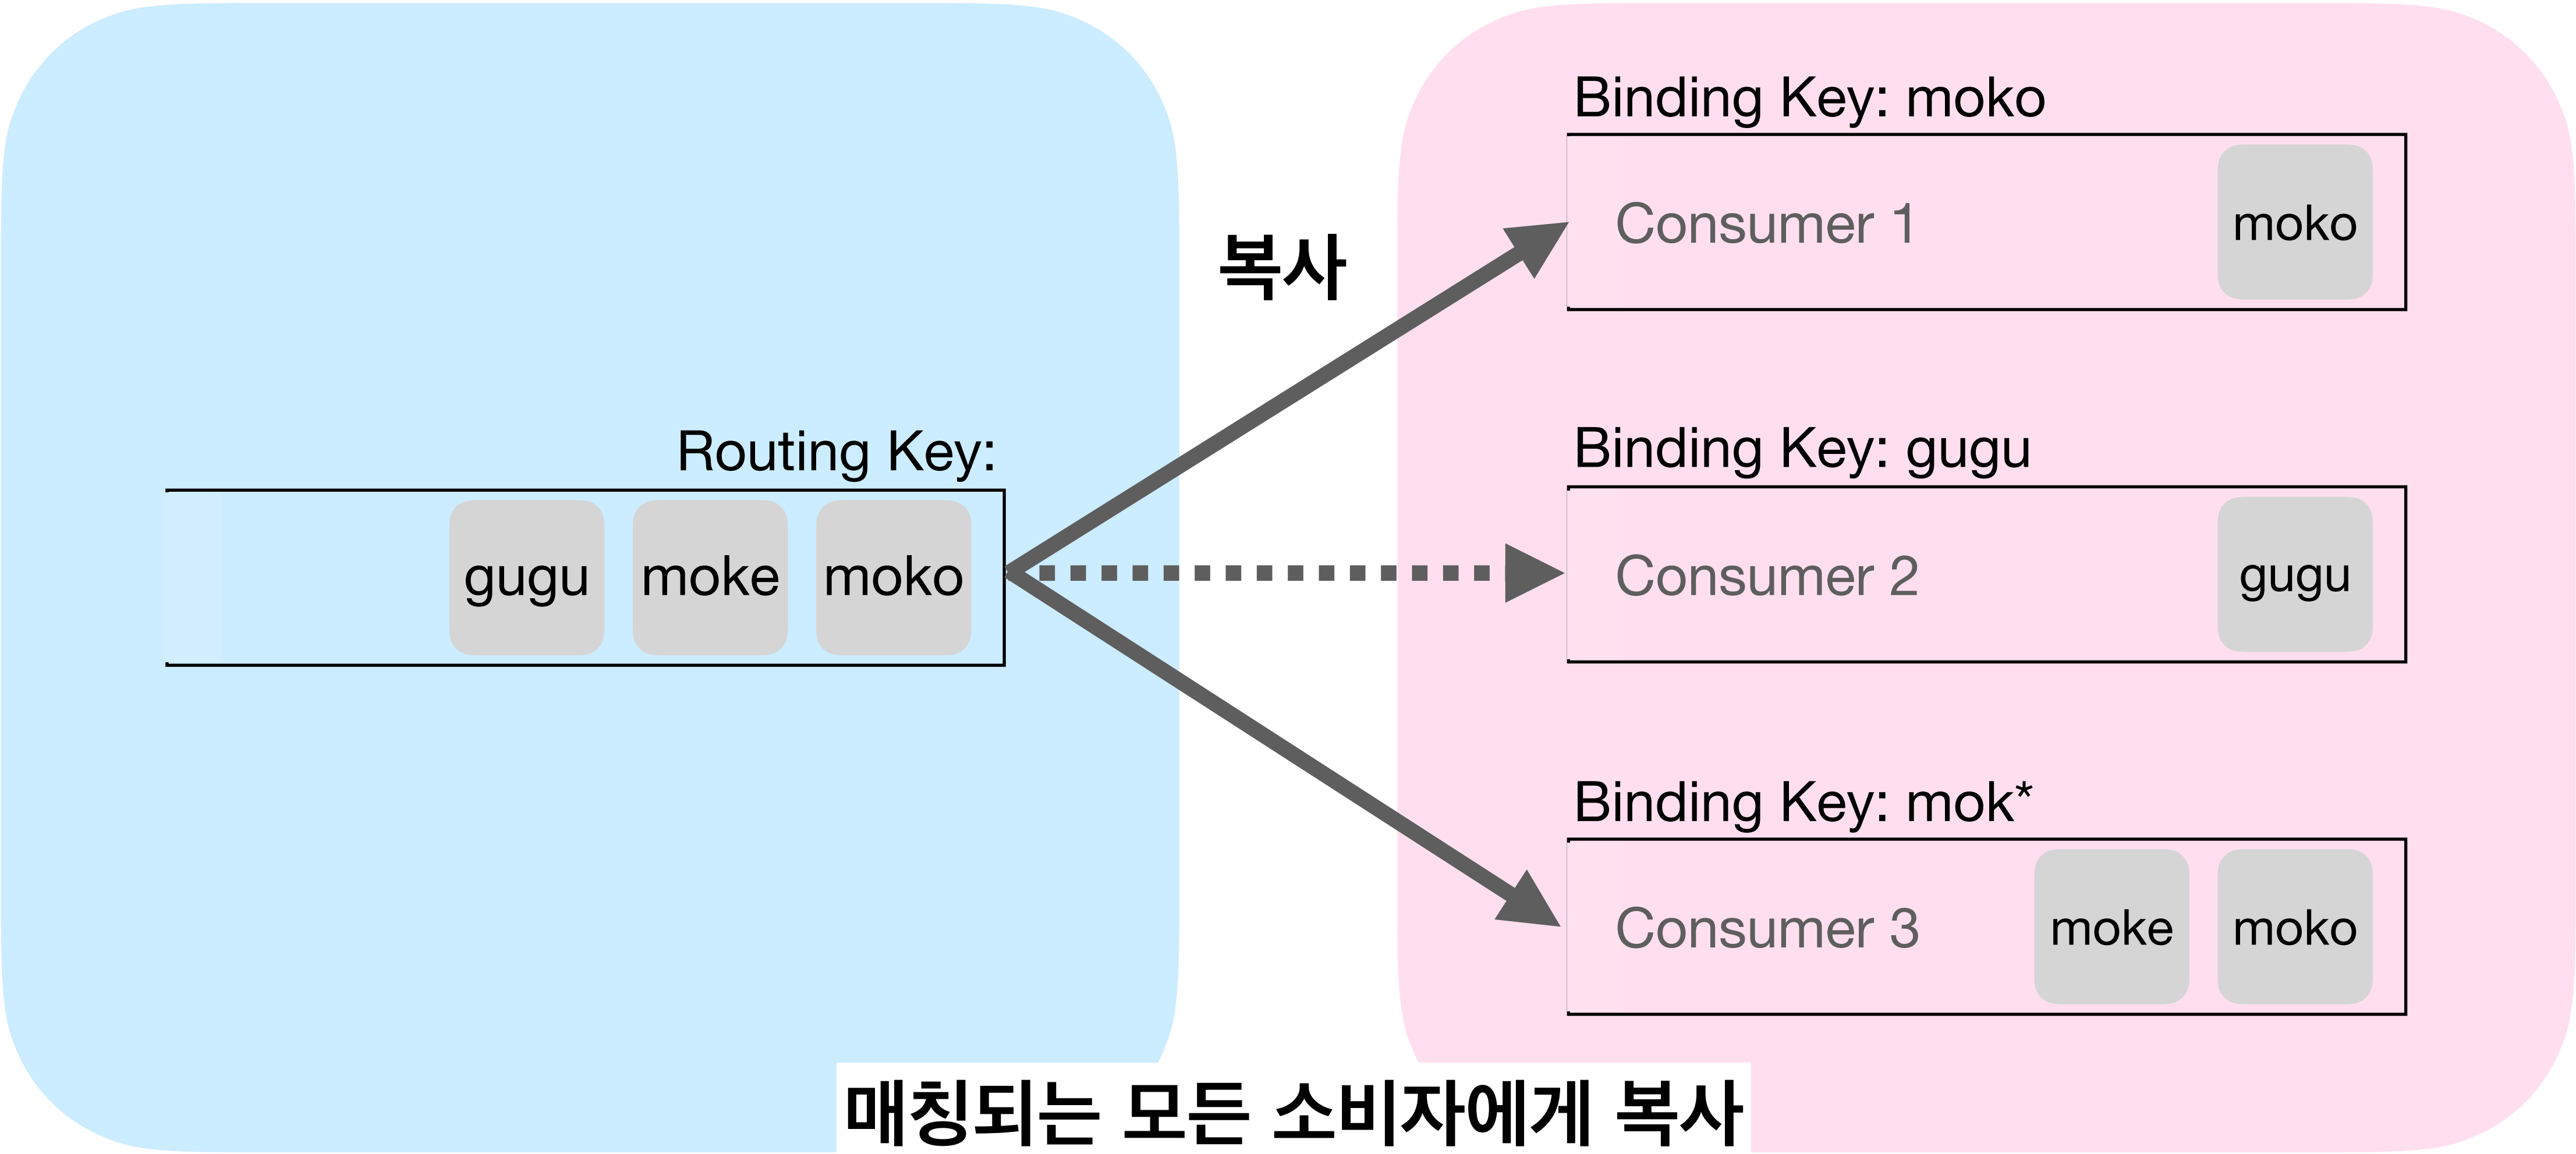 Routing Key:
gugu moke moko
복사
Binding Key: moko
Consumer 1 moko
Binding Key: gugu
Consumer 2 gugu
Binding Key: mok*
Consumer 3 moke moko
매칭되는 모든 소비자에게 복사